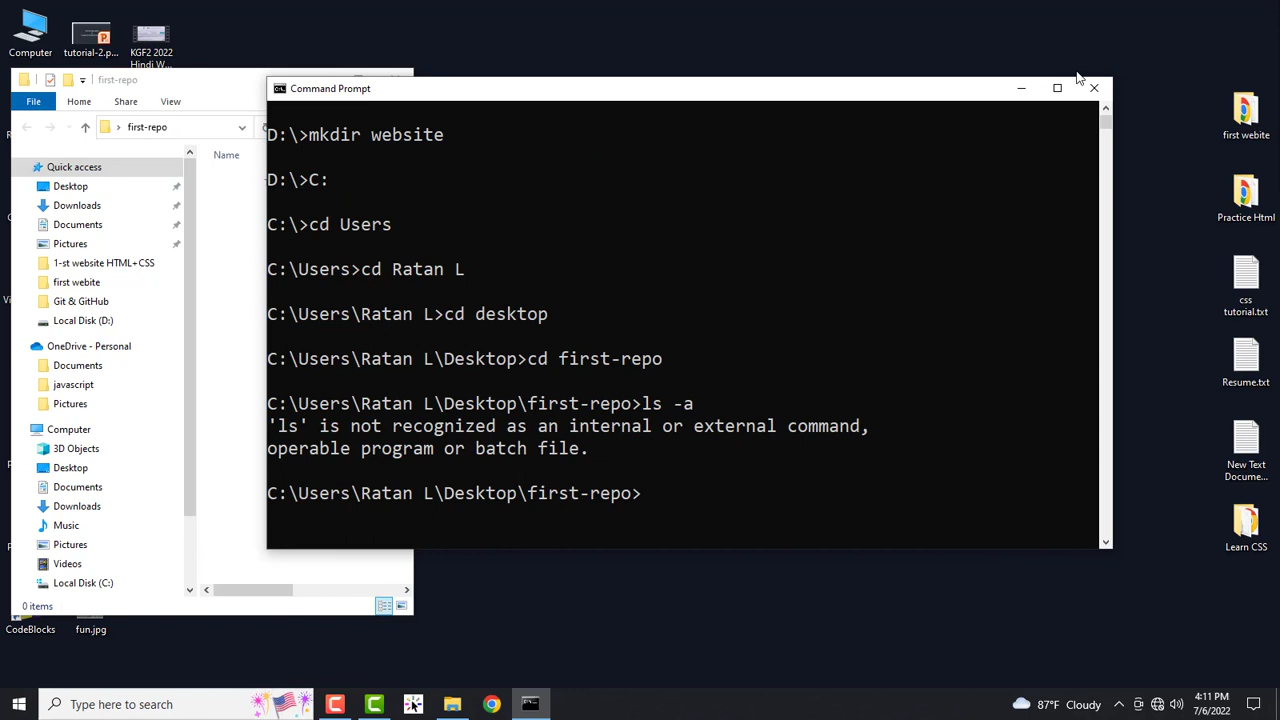 Computer
tutorial-2.p...
KGF2 2022
Hindi W...
first-repo
File
Home
Share
View
first-repo
Name
Quick access
Desktop
Downloads
Documents
Pictures
1-st website HTML+CSS
first webite
Git & GitHub
Local Disk (D:)
OneDrive - Personal
Documents
javascript
Pictures
Computer
3D Objects
Desktop
Documents
Downloads
Music
Pictures
Videos
Local Disk (C:)
0 items
Command Prompt
D:\>mkdir website
D:\>C:
C:\>cd Users
C:\Users>cd Ratan L
C:\Users\Ratan L>cd desktop
C:\Users\Ratan L\Desktop>cd first-repo
C:\Users\Ratan L\Desktop\first-repo>ls -a
'ls' is not recognized as an internal or external command,
operable program or batch file.
C:\Users\Ratan L\Desktop\first-repo>
first webite
Practice Html
css
tutorial.txt
Resume.txt
New Text
Docume...
Learn CSS
CodeBlocks
fun.jpg
Type here to search
87°F Cloudy
4:11 PM
7/6/2022